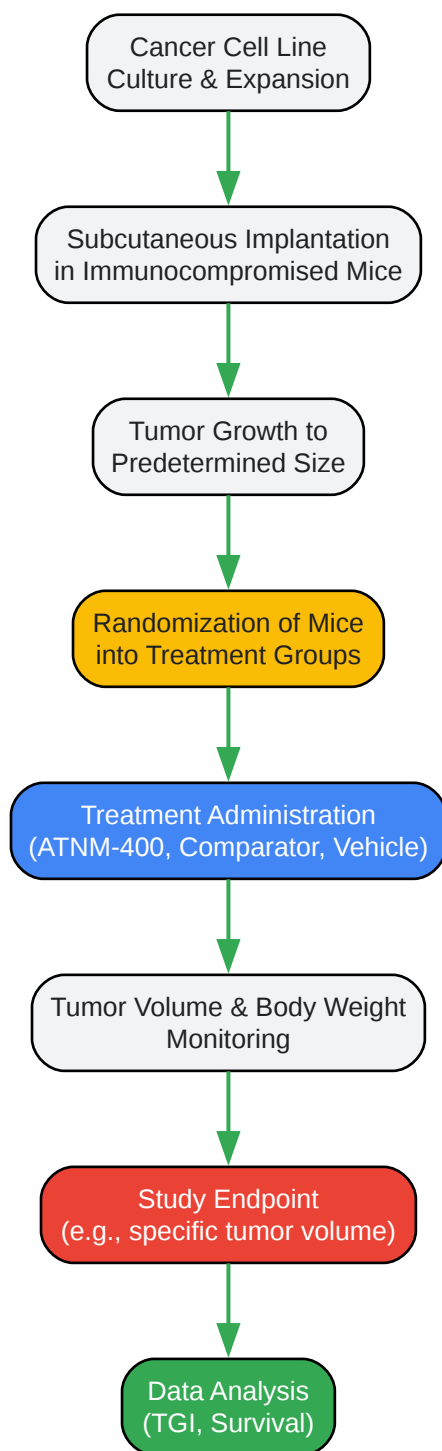 Cancer Cell Line
Culture & Expansion
Subcutaneous Implantation
in Immunocompromised Mice
Tumor Growth to
Predetermined Size
Randomization of Mice
into Treatment Groups
Treatment Administration
(ATNM-400, Comparator, Vehicle)
Tumor Volume & Body Weight
Monitoring
Study Endpoint
(e.g., specific tumor volume)
Data Analysis
(TGI, Survival)